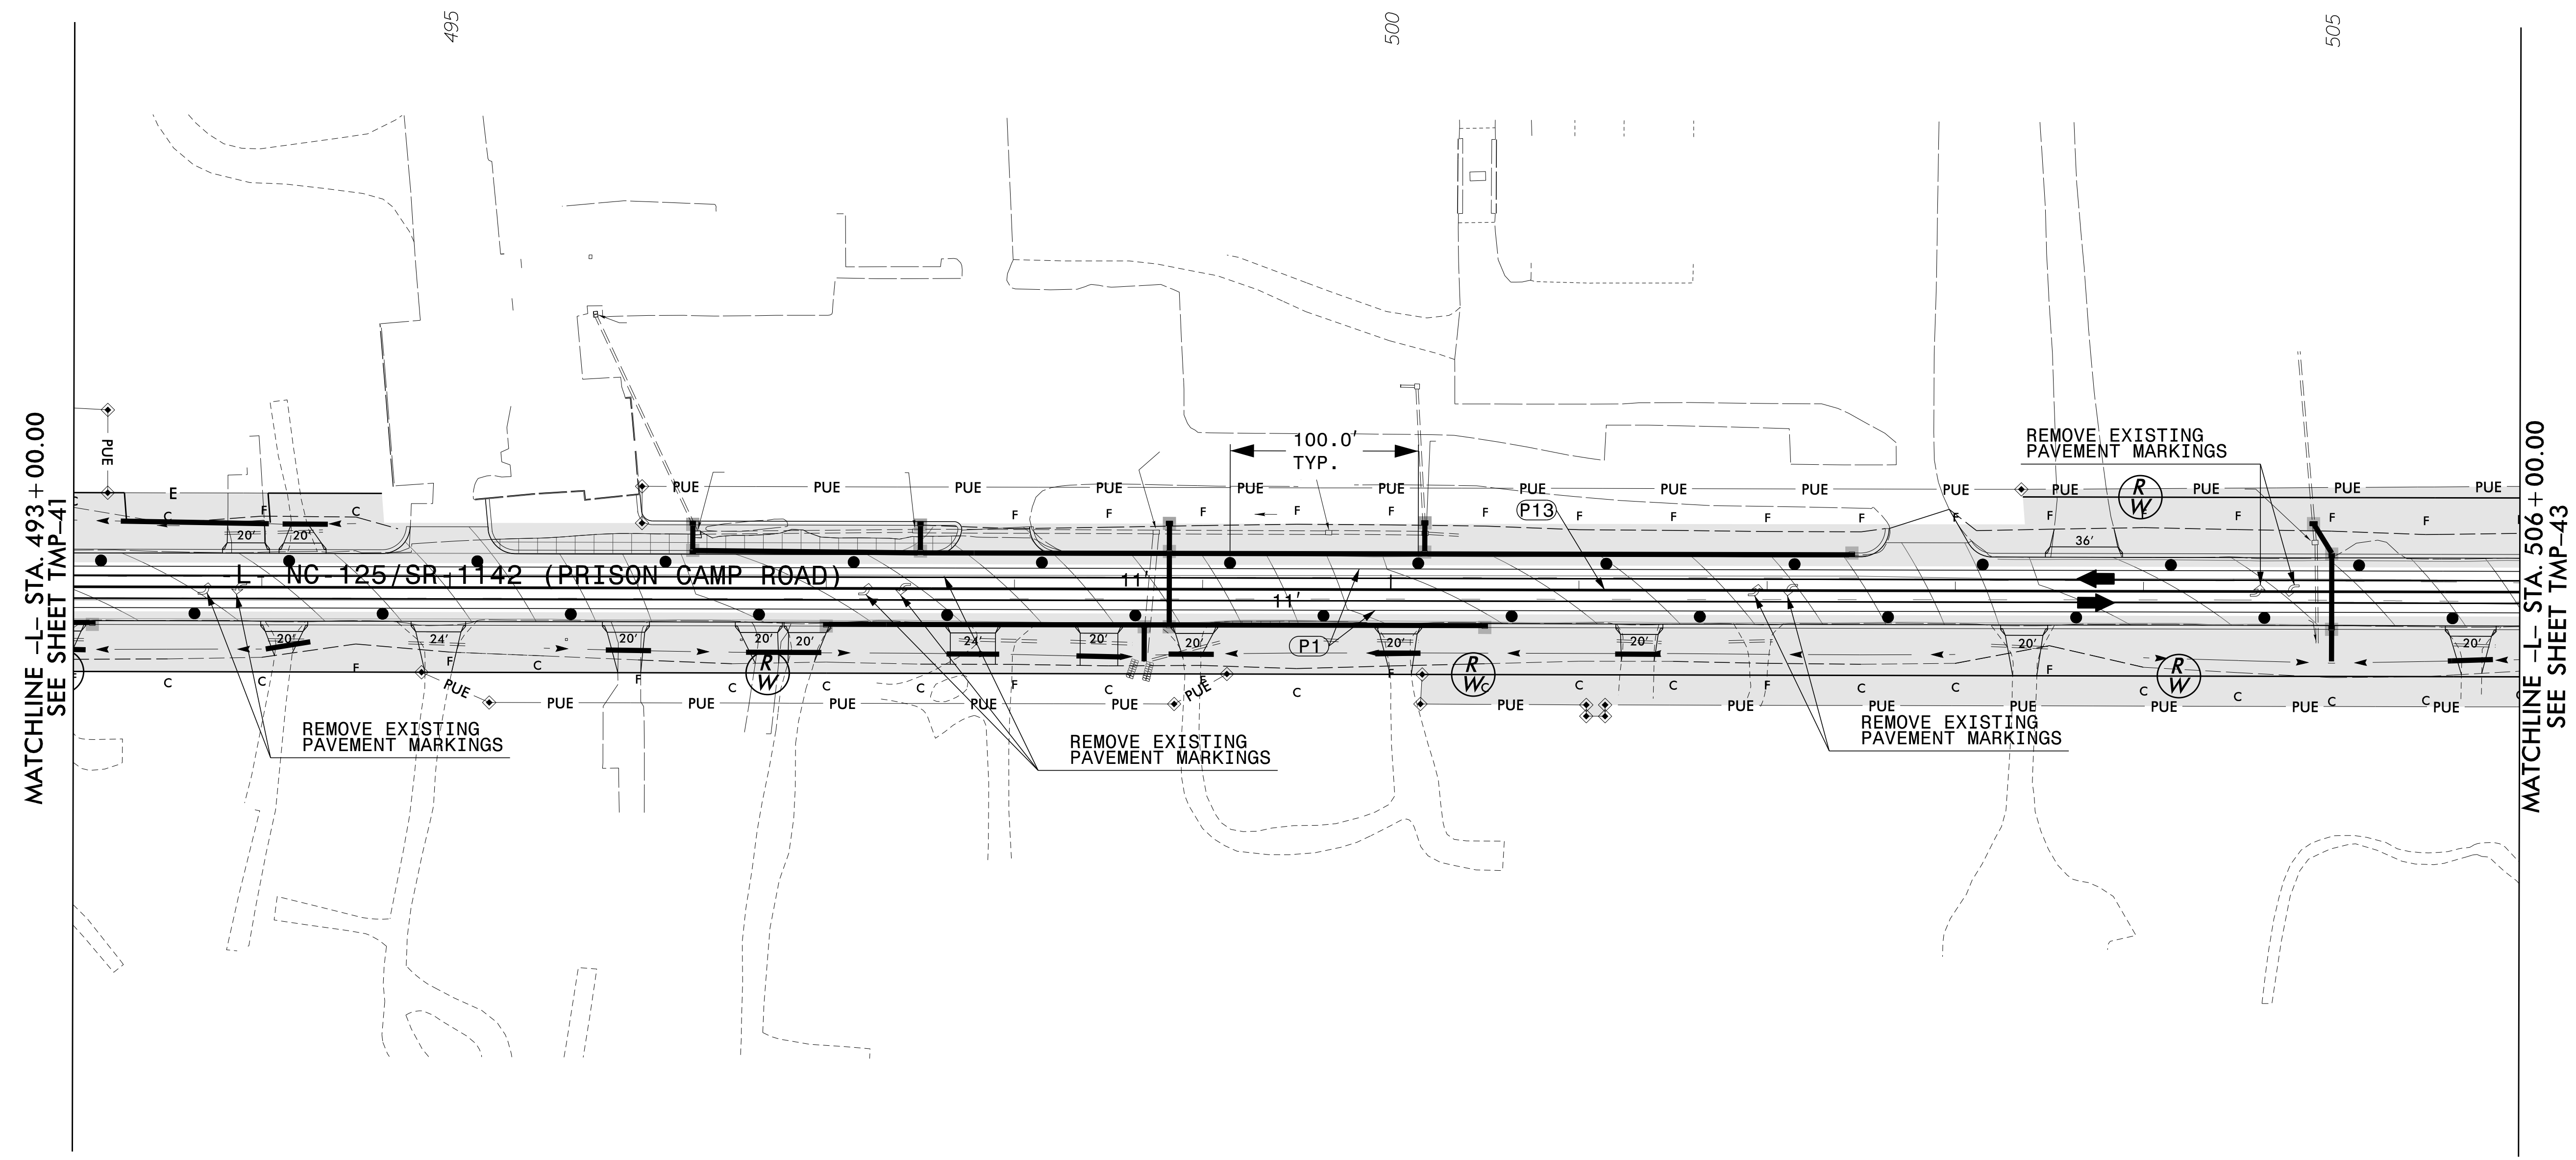 495
500
505
MATCHLINE –L– STA. 493+00.00
SEE SHEET TMP–41
MATCHLINE –L– STA. 506+00.00
SEE SHEET TMP–43
100.0'
TYP.
REMOVE EXISTING
PAVEMENT MARKINGS
PUE
E
PUE PUE PUE PUE PUE PUE PUE PUE PUE PUE PUE PUE PUE PUE
R
W
C
C F C
F F F F F F F F F F F F F F F
P13
20' 20'
36'
-L- NC-125/SR-1142 (PRISON CAMP ROAD)
11'
11'
P1
20' 24' 20' 20' 20' 24' 20' 20' 20' 20' 20' 20'
R
W
R
W
R
W
C C F F C F C C C F C F C F C C C F C C F C C C C
PUE PUE PUE PUE PUE PUE PUE PUE PUE PUE PUE PUE PUE PUE
REMOVE EXISTING
PAVEMENT MARKINGS
REMOVE EXISTING
PAVEMENT MARKINGS
REMOVE EXISTING
PAVEMENT MARKINGS